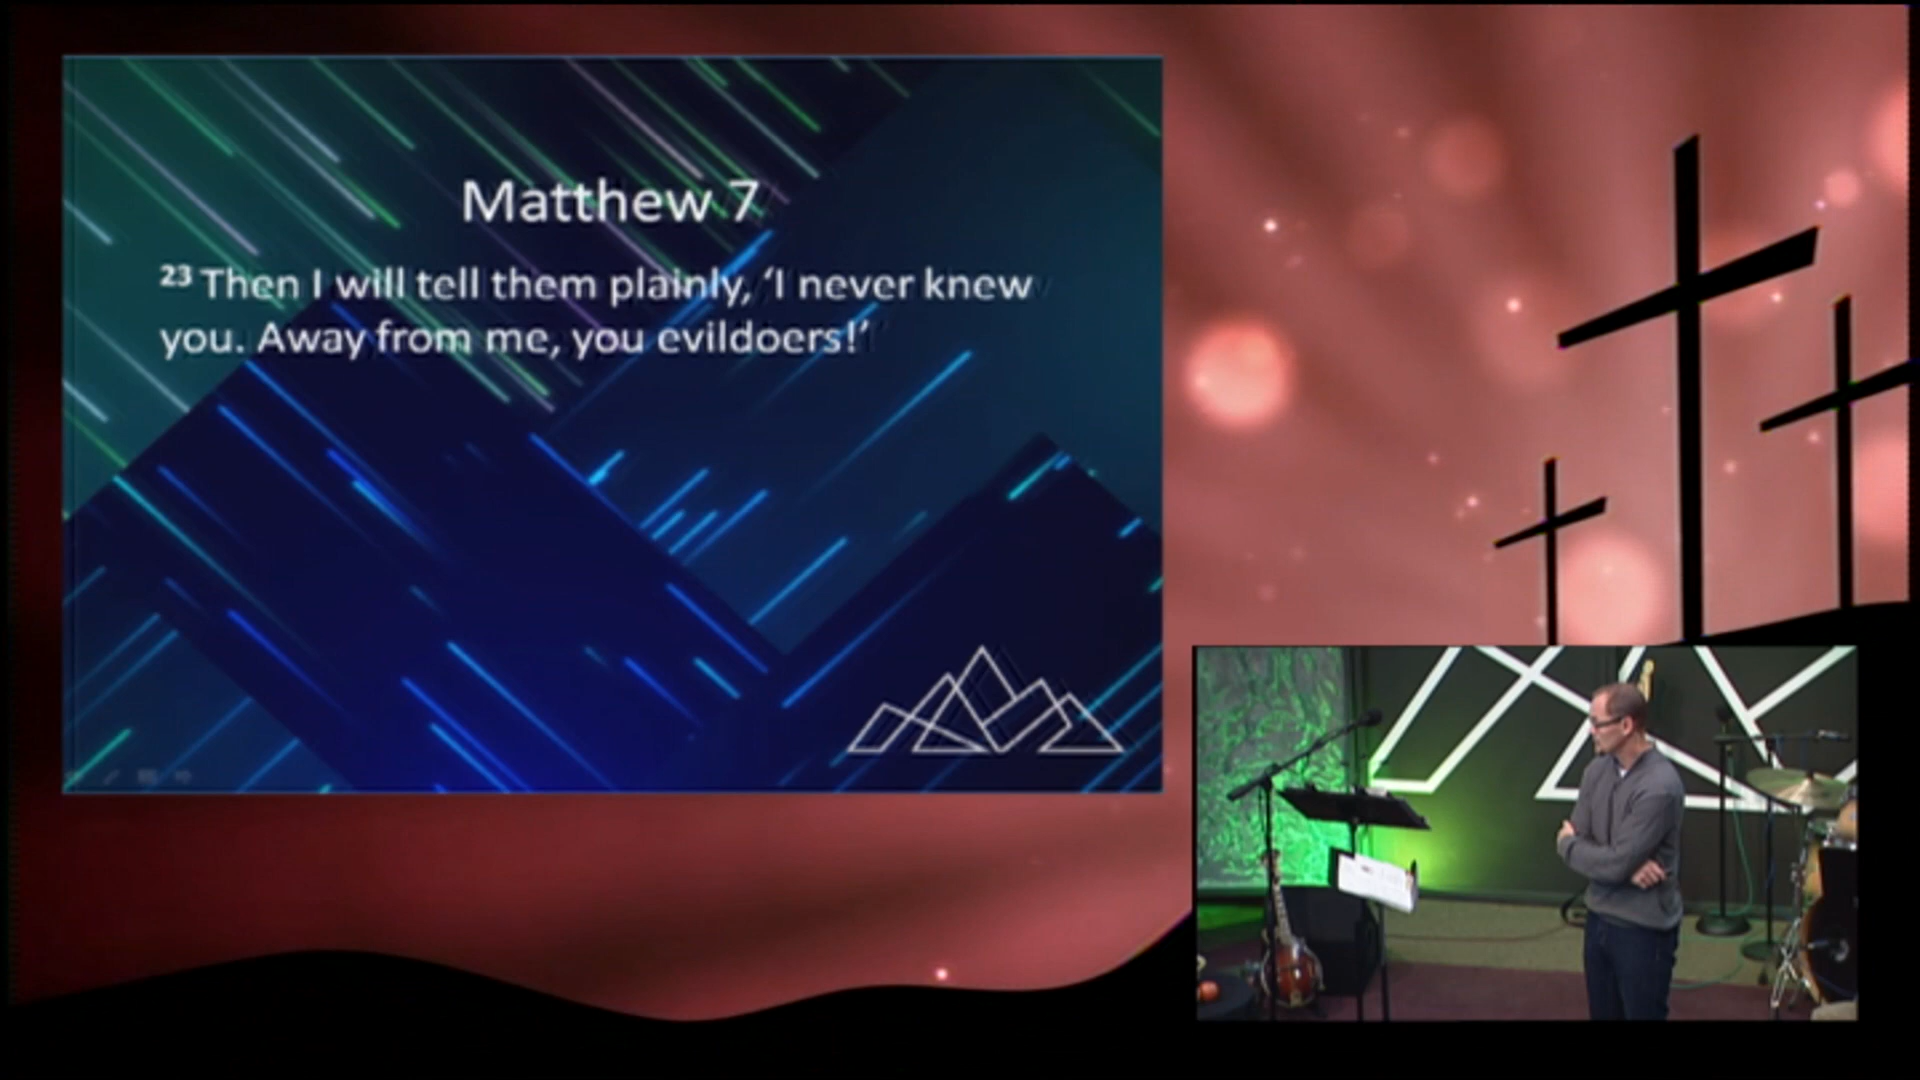 Matthew 7
23 Then I will tell them plainly, ‘I never knew
you. Away from me, you evildoers!’